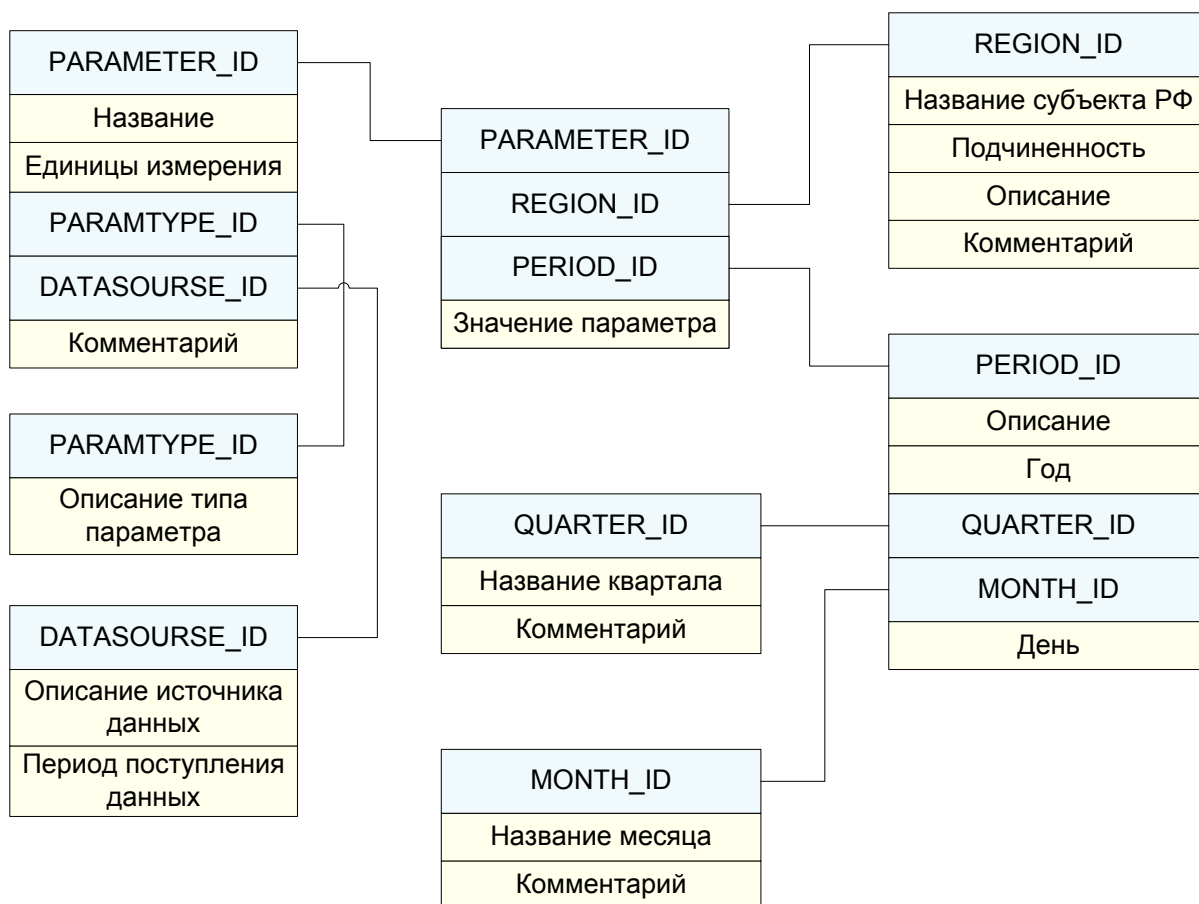 PARAMETER_ID
Название
Единицы измерения
PARAMTYPE_ID
DATASOURSE_ID
Комментарий
PARAMTYPE_ID
Описание типа
параметра
DATASOURSE_ID
Описание источника
данных
Период поступления
данных
PARAMETER_ID
REGION_ID
PERIOD_ID
Значение параметра
QUARTER_ID
Название квартала
Комментарий
MONTH_ID
Название месяца
Комментарий
REGION_ID
Название субъекта РФ
Подчиненность
Описание
Комментарий
PERIOD_ID
Описание
Год
QUARTER_ID
MONTH_ID
День